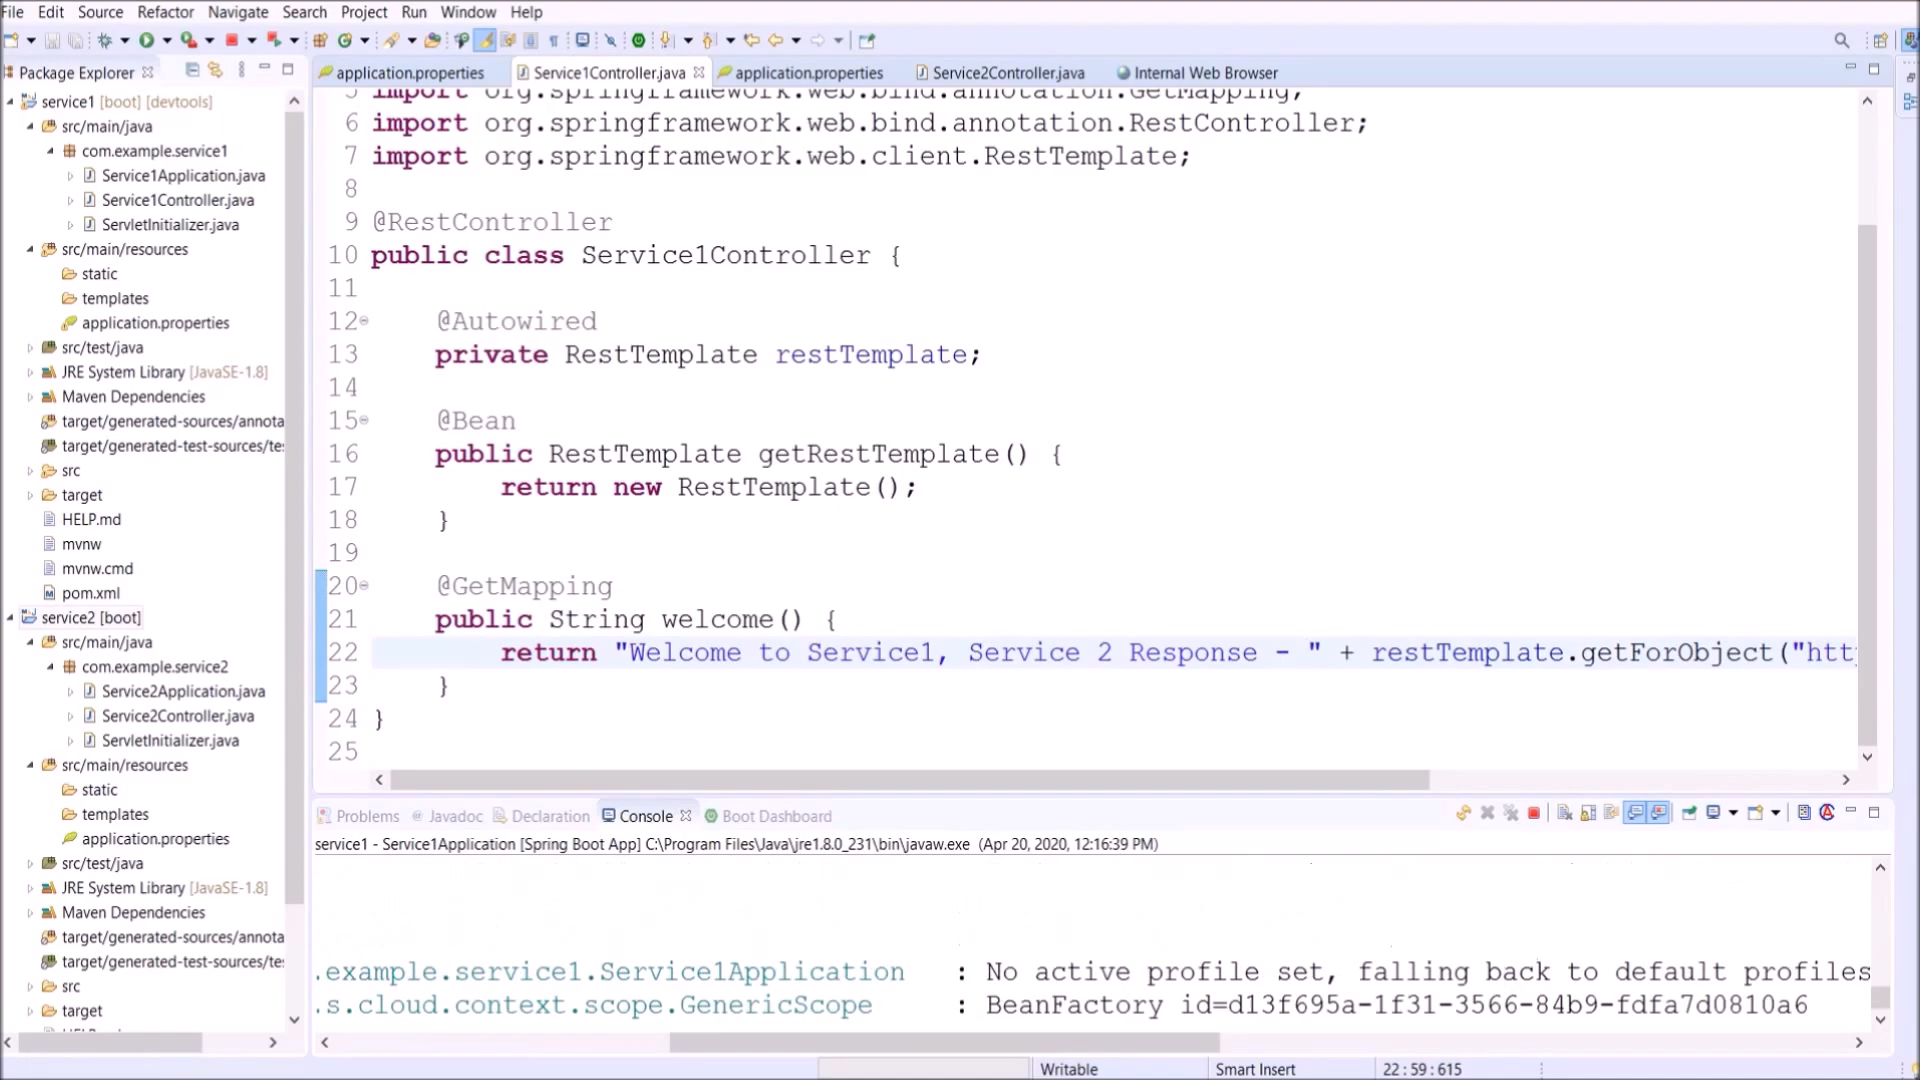 File Edit Source Refactor Navigate Search Project Run Window Help
Package Explorer
service1 [boot] [devtools]
src/main/java
com.example.service1
Service1Application.java
Service1Controller.java
ServletInitializer.java
src/main/resources
static
templates
application.properties
src/test/java
JRE System Library [JavaSE-1.8]
Maven Dependencies
target/generated-sources/annota
target/generated-test-sources/te
src
target
HELP.md
mvnw
mvnw.cmd
pom.xml
service2 [boot]
src/main/java
com.example.service2
Service2Application.java
Service2Controller.java
ServletInitializer.java
src/main/resources
static
templates
application.properties
src/test/java
JRE System Library [JavaSE-1.8]
Maven Dependencies
target/generated-sources/annota
target/generated-test-sources/te
src
target
application.properties Service1Controller.java application.properties Service2Controller.java Internal Web Browser
5 import org.springframework.web.bind.annotation.GetMapping;
6 import org.springframework.web.bind.annotation.RestController;
7 import org.springframework.web.client.RestTemplate;
8
9 @RestController
10 public class Service1Controller {
11
12 @Autowired
13 private RestTemplate restTemplate;
14
15 @Bean
16 public RestTemplate getRestTemplate() {
17 return new RestTemplate();
18 }
19
20 @GetMapping
21 public String welcome() {
22 return "Welcome to Service1, Service 2 Response - " + restTemplate.getForObject("htt
23 }
24 }
25
Problems Javadoc Declaration Console Boot Dashboard
service1 - Service1Application [Spring Boot App] C:\Program Files\Java\jre1.8.0_231\bin\javaw.exe (Apr 20, 2020, 12:16:39 PM)
.example.service1.Service1Application : No active profile set, falling back to default profiles
.s.cloud.context.scope.GenericScope : BeanFactory id=d13f695a-1f31-3566-84b9-fdfa7d0810a6
Writable Smart Insert 22:59:615